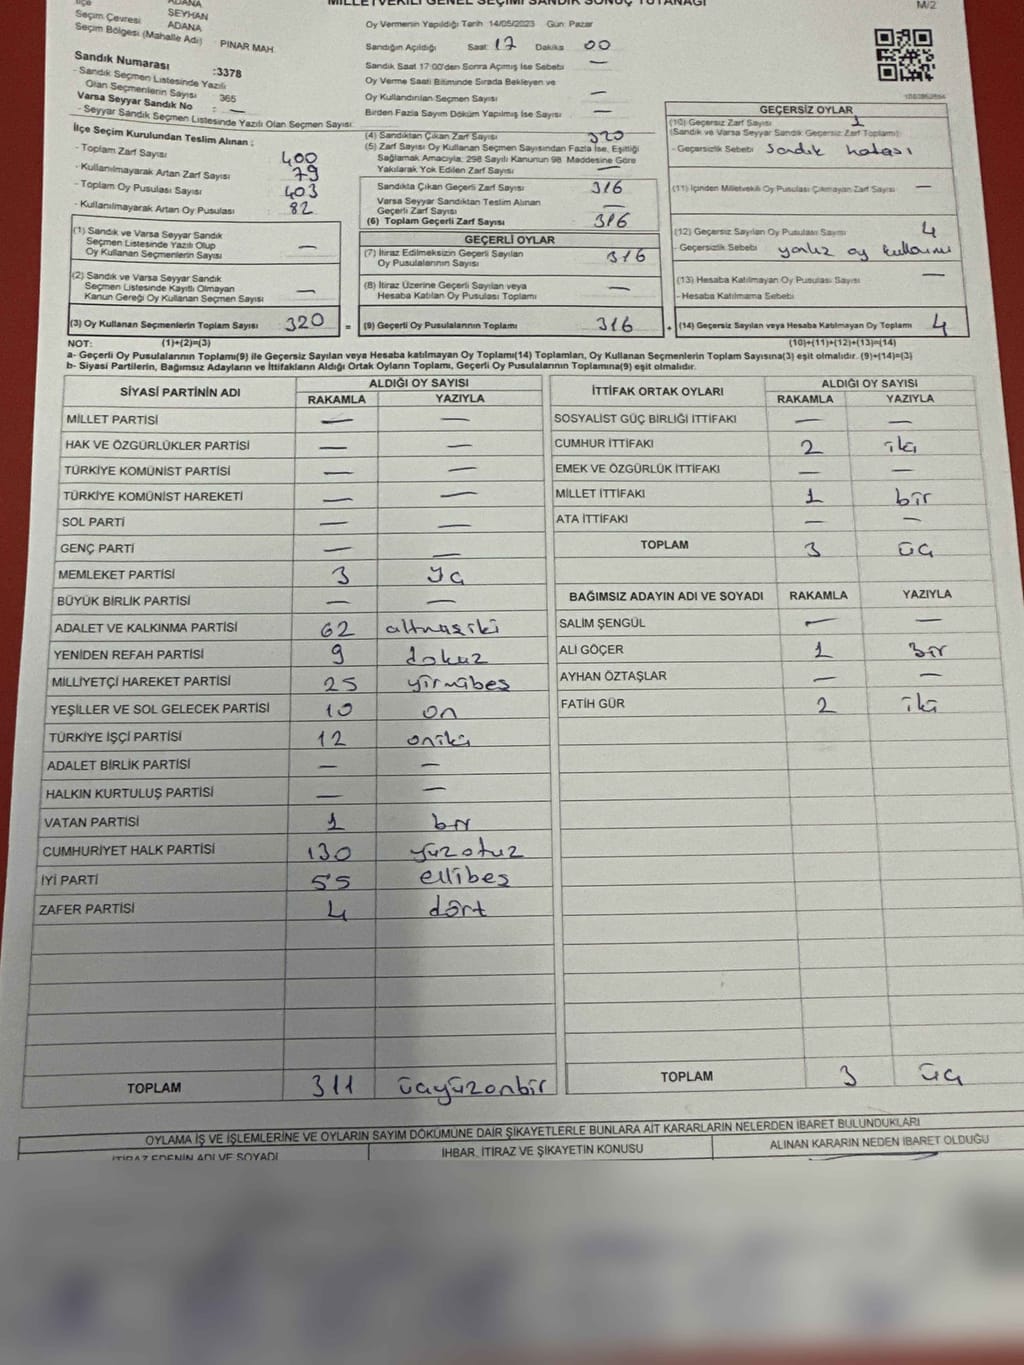 MİLLETVEKİLİ GENEL SEÇİMİ SANDIK SONUÇ TUTANAĞI
M/2
İlçe
ADANA
SEYHAN
Seçim Çevresi
ADANA
Seçim Bölgesi (Mahalle Adı) : PINAR MAH.
Sandık Numarası :3378
- Sandık Seçmen Listesinde Yazılı
Olan Seçmenlerin Sayısı : 365
Varsa Seyyar Sandık No : —
- Seyyar Sandık Seçmen Listesinde Yazılı Olan Seçmen Sayısı:
İlçe Seçim Kurulundan Teslim Alınan ;
- Toplam Zarf Sayısı : 400
- Kullanılmayarak Artan Zarf Sayısı : 79
- Toplam Oy Pusulası Sayısı : 403
- Kullanılmayarak Artan Oy Pusulası : 82
(1) Sandık ve Varsa Seyyar Sandık
Seçmen Listesinde Yazılı Olup
Oy Kullanan Seçmenlerin Sayısı —
(2) Sandık ve Varsa Seyyar Sandık
Seçmen Listesinde Kayıtlı Olmayan
Kanun Gereği Oy Kullanan Seçmen Sayısı —
(3) Oy Kullanan Seçmenlerin Toplam Sayısı 320 =
Oy Vermenin Yapıldığı Tarih 14/05/2023 Gün: Pazar
Sandığın Açıldığı Saat: 17 Dakika 00
Sandık Saat 17:00'den Sonra Açılmış İse Sebebi —
Oy Verme Saati Bitiminde Sırada Bekleyen ve
Oy Kullandırılan Seçmen Sayısı —
Birden Fazla Sayım Döküm Yapılmış İse Sayısı —
(4) Sandıktan Çıkan Zarf Sayısı 320
(5) Zarf Sayısı Oy Kullanan Seçmen Sayısından Fazla İse, Eşitliği
Sağlamak Amacıyla; 298 Sayılı Kanunun 98. Maddesine Göre
Yakılarak Yok Edilen Zarf Sayısı —
Sandıkta Çıkan Geçerli Zarf Sayısı 316
Varsa Seyyar Sandıktan Teslim Alınan
Geçerli Zarf Sayısı —
(6) Toplam Geçerli Zarf Sayısı 316
GEÇERLİ OYLAR
(7) İtiraz Edilmeksizin Geçerli Sayılan
Oy Pusulalarının Sayısı 316
(8) İtiraz Üzerine Geçerli Sayılan veya
Hesaba Katılan Oy Pusulası Toplamı —
(9) Geçerli Oy Pusulalarının Toplamı 316 +
GEÇERSİZ OYLAR
(10) Geçersiz Zarf Sayısı 1
(Sandık ve Varsa Seyyar Sandık Geçersiz Zarf Toplamı)
- Geçersizlik Sebebi sandık hatası
(11) İçinden Milletvekili Oy Pusulası Çıkmayan Zarf Sayısı —
(12) Geçersiz Sayılan Oy Pusulası Sayısı 4
- Geçersizlik Sebebi
(13) Hesaba Katılmayan Oy Pusulası Sayısı —
- Hesaba Katılmama Sebebi
(14) Geçersiz Sayılan veya Hesaba Katılmayan Oy Toplamı 4
NOT: (1)+(2)=(3) (10)+(11)+(12)+(13)=(14)
a- Geçerli Oy Pusulalarının Toplamı(9) ile Geçersiz Sayılan veya Hesaba katılmayan Oy Toplamı(14) Toplamları, Oy Kullanan Seçmenlerin Toplam Sayısına(3) eşit olmalıdır. (9)+(14)=(3)
b- Siyasi Partilerin, Bağımsız Adayların ve İttifakların Aldığı Ortak Oyların Toplamı, Geçerli Oy Pusulalarının Toplamına(9) eşit olmalıdır.
SİYASİ PARTİNİN ADI ALDIĞI OY SAYISI
RAKAMLA YAZIYLA
MİLLET PARTİSİ — —
HAK VE ÖZGÜRLÜKLER PARTİSİ — —
TÜRKİYE KOMÜNİST PARTİSİ — —
TÜRKİYE KOMÜNİST HAREKETİ — —
SOL PARTİ — —
GENÇ PARTİ — —
MEMLEKET PARTİSİ 3 üç
BÜYÜK BİRLİK PARTİSİ — —
ADALET VE KALKINMA PARTİSİ 62 altmışiki
YENİDEN REFAH PARTİSİ 9 dokuz
MİLLİYETÇİ HAREKET PARTİSİ 25 yirmibeş
YEŞİLLER VE SOL GELECEK PARTİSİ 10 on
TÜRKİYE İŞÇİ PARTİSİ 12 oniki
ADALET BİRLİK PARTİSİ — —
HALKIN KURTULUŞ PARTİSİ — —
VATAN PARTİSİ 1 bir
CUMHURİYET HALK PARTİSİ 130 yüzotuz
İYİ PARTİ 55 ellibeş
ZAFER PARTİSİ 4 dört
TOPLAM 311 üçyüzonbir
İTTİFAK ORTAK OYLARI ALDIĞI OY SAYISI
RAKAMLA YAZIYLA
SOSYALİST GÜÇ BİRLİĞİ İTTİFAKI — —
CUMHUR İTTİFAKI 2 iki
EMEK VE ÖZGÜRLÜK İTTİFAKI — —
MİLLET İTTİFAKI 1 bir
ATA İTTİFAKI — —
TOPLAM 3 üç
BAĞIMSIZ ADAYIN ADI VE SOYADI RAKAMLA YAZIYLA
SALİM ŞENGÜL — —
ALİ GÖÇER 1 Bir
AYHAN ÖZTAŞLAR — —
FATİH GÜR 2 iki
TOPLAM 3 üç
OYLAMA İŞ VE İŞLEMLERİNE VE OYLARIN SAYIM DÖKÜMÜNE DAİR ŞİKAYETLERLE BUNLARA AİT KARARLARIN NELERDEN İBARET BULUNDUKLARI
İTİRAZ EDENİN ADI VE SOYADI İHBAR, İTİRAZ VE ŞİKAYETİN KONUSU ALINAN KARARIN NEDEN İBARET OLDUĞU